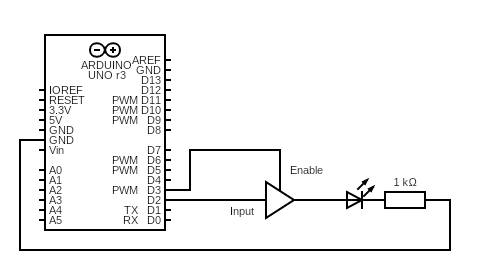 AREF
ARDUINO
GND
UNO r3
D13
IOREF D12
RESET PWM D11
3.3V PWM D10
5V PWM D9
GND D8
GND
Vin D7
PWM D6
A0 PWM D5
A1 D4
A2 PWM D3
A3 D2
A4 TX D1
A5 RX D0
Enable
Input
1 kΩ